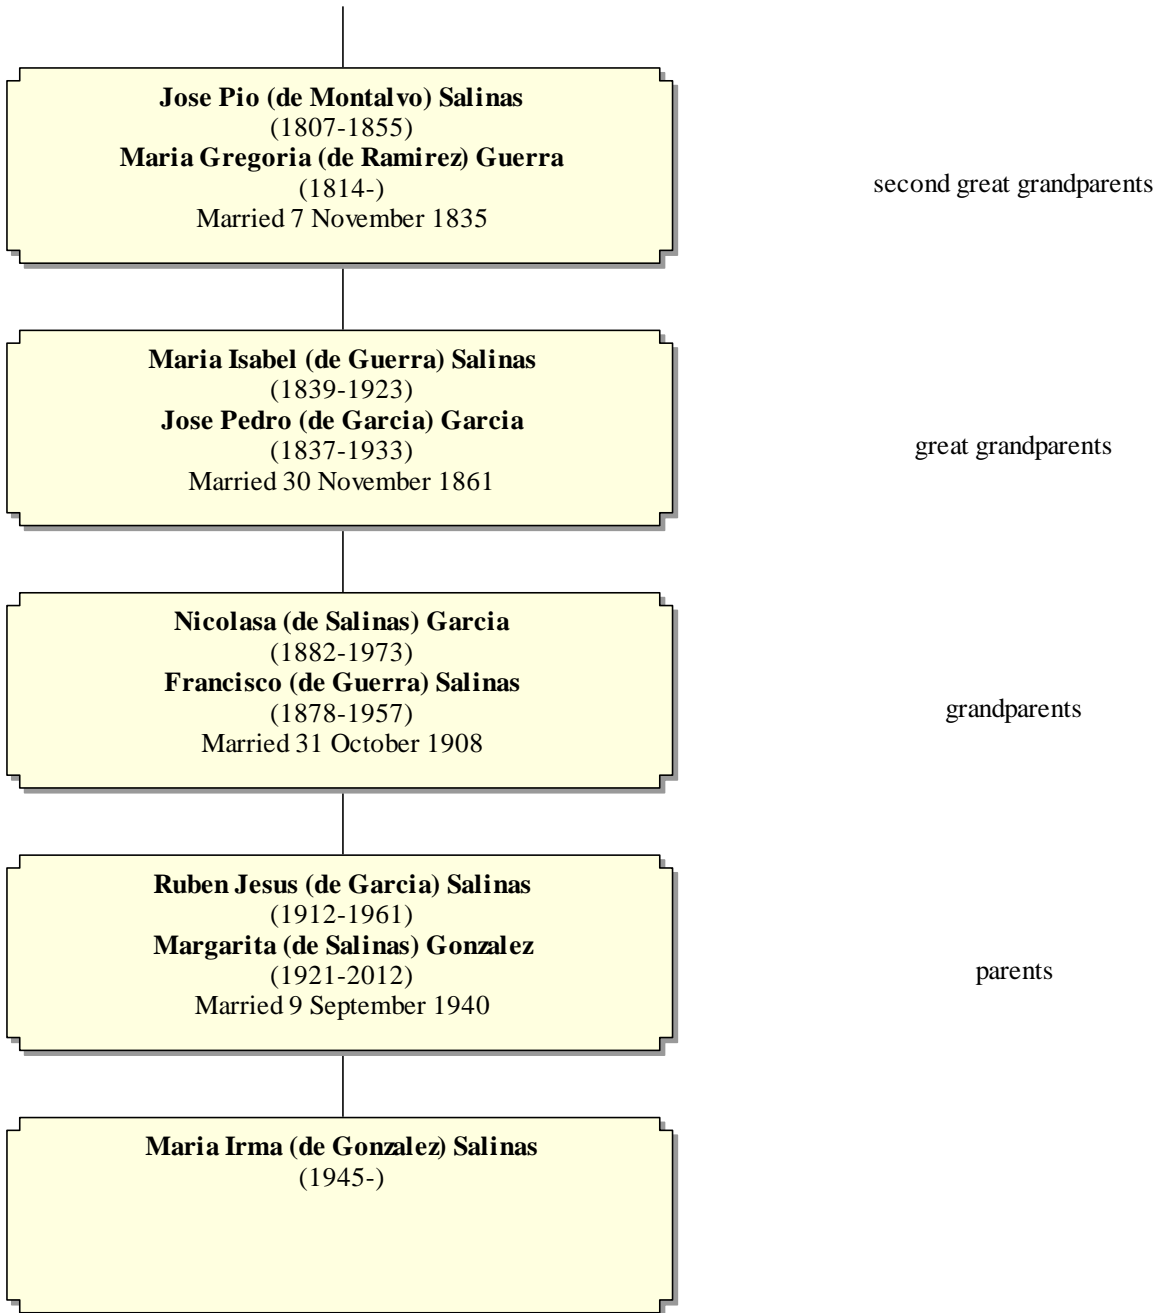 Jose Pio (de Montalvo) Salinas
(1807-1855)
Maria Gregoria (de Ramirez) Guerra
(1814-)
Married 7 November 1835
second great grandparents
Maria Isabel (de Guerra) Salinas
(1839-1923)
Jose Pedro (de Garcia) Garcia
(1837-1933)
Married 30 November 1861
great grandparents
Nicolasa (de Salinas) Garcia
(1882-1973)
Francisco (de Guerra) Salinas
(1878-1957)
Married 31 October 1908
grandparents
Ruben Jesus (de Garcia) Salinas
(1912-1961)
Margarita (de Salinas) Gonzalez
(1921-2012)
Married 9 September 1940
parents
Maria Irma (de Gonzalez) Salinas
(1945-)